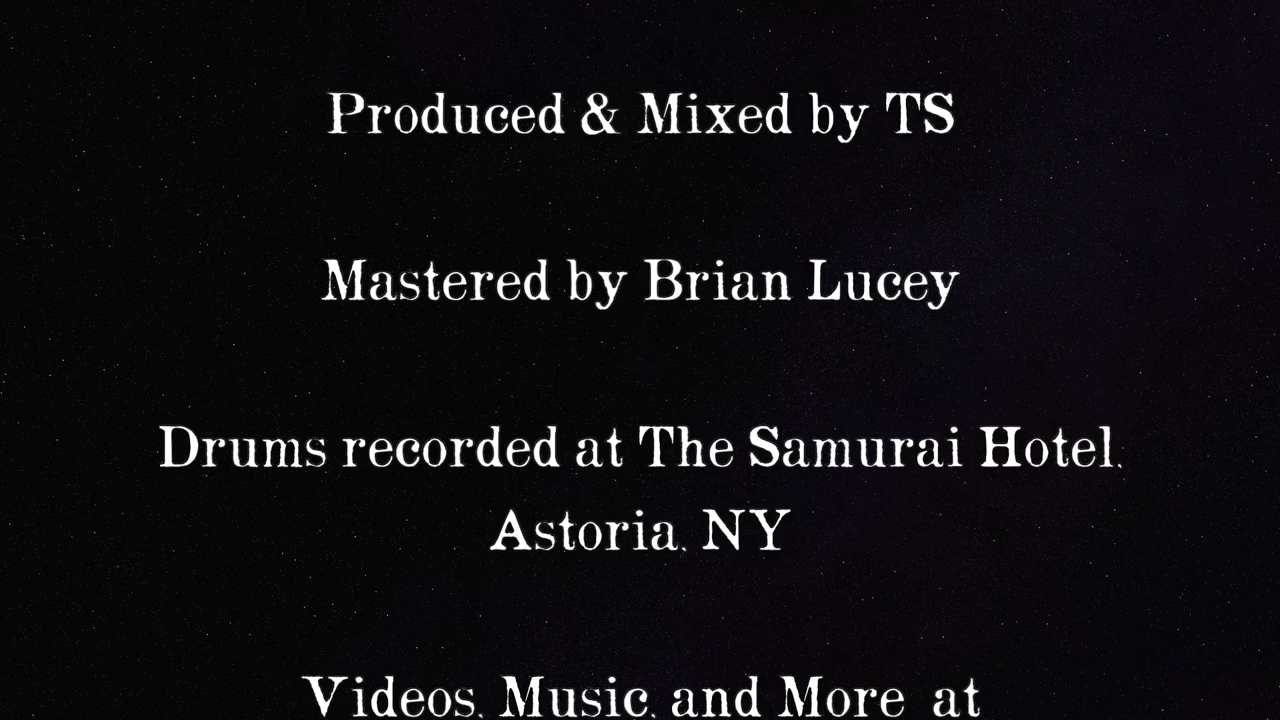 Produced & Mixed by TS
Mastered by Brian Lucey
Drums recorded at The Samurai Hotel,
Astoria, NY
Videos, Music, and More at